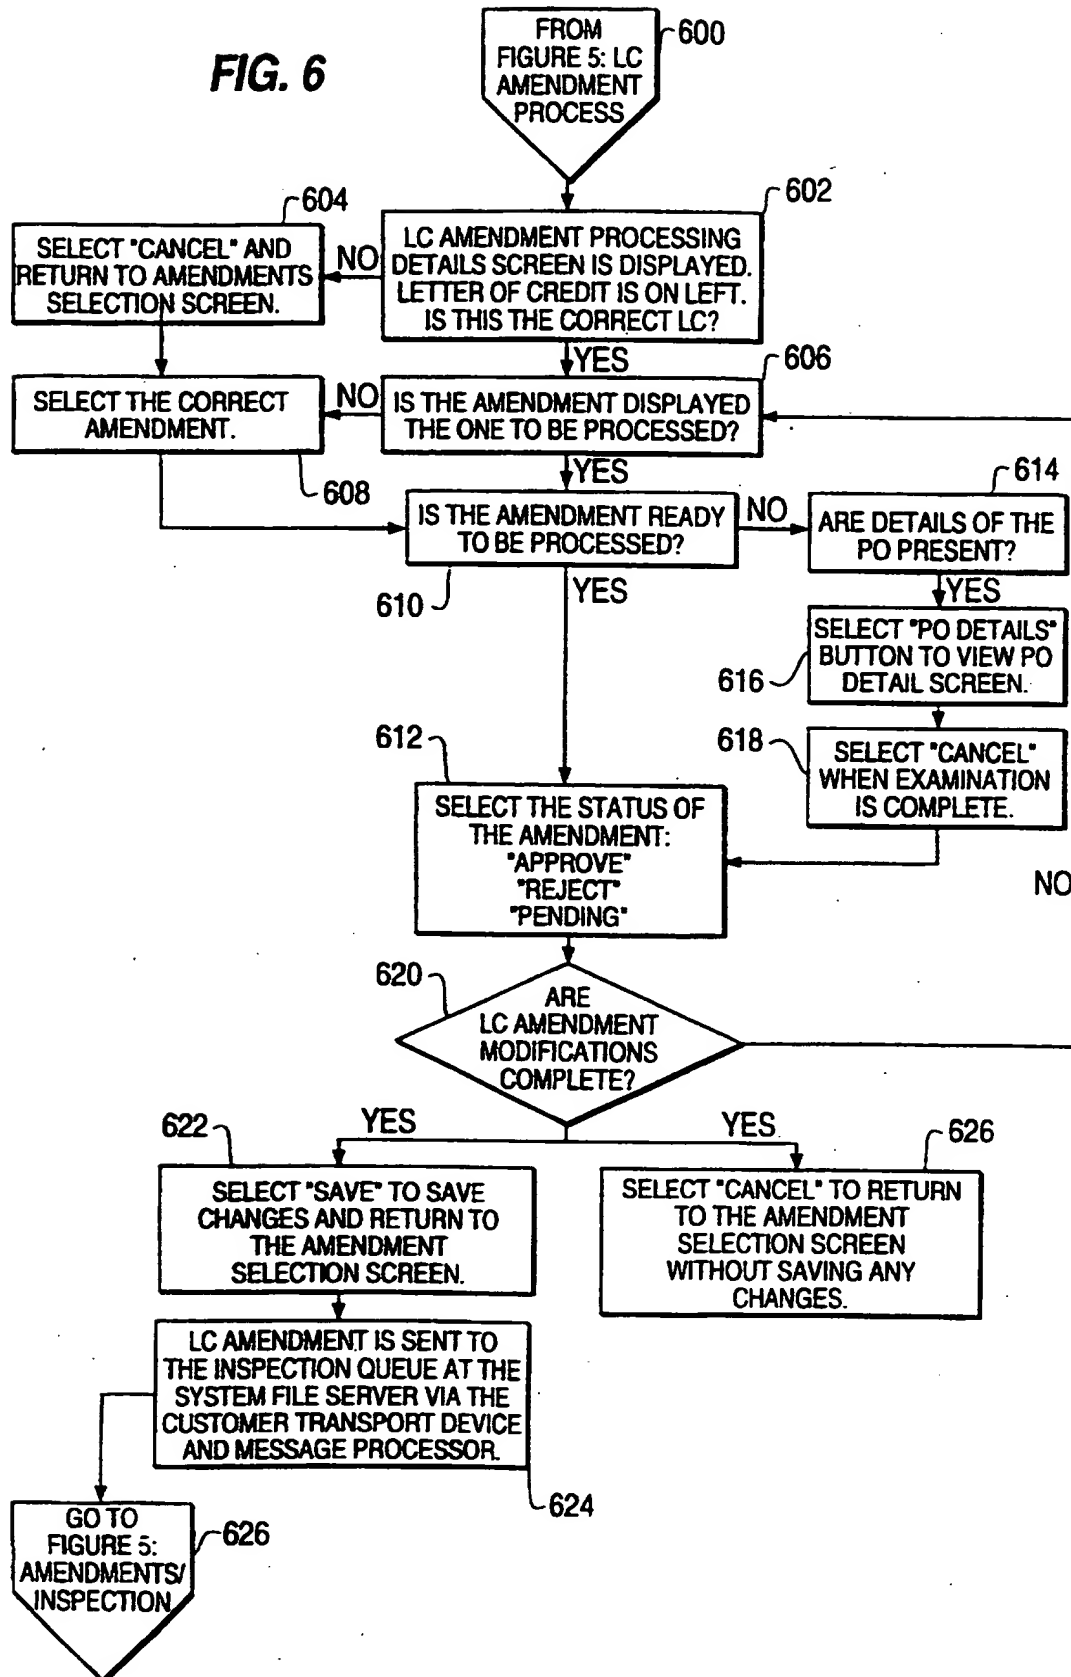 FIG. 6
FROM
FIGURE 5: LC
AMENDMENT
PROCESS
600
602
LC AMENDMENT PROCESSING
DETAILS SCREEN IS DISPLAYED.
LETTER OF CREDIT IS ON LEFT.
IS THIS THE CORRECT LC?
NO
604
SELECT "CANCEL" AND
RETURN TO AMENDMENTS
SELECTION SCREEN.
YES
606
IS THE AMENDMENT DISPLAYED
THE ONE TO BE PROCESSED?
NO
SELECT THE CORRECT
AMENDMENT.
608
YES
IS THE AMENDMENT READY
TO BE PROCESSED?
610
NO
614
ARE DETAILS OF THE
PO PRESENT?
YES
YES
SELECT "PO DETAILS"
BUTTON TO VIEW PO
DETAIL SCREEN.
616
618
SELECT "CANCEL"
WHEN EXAMINATION
IS COMPLETE.
612
SELECT THE STATUS OF
THE AMENDMENT:
"APPROVE"
"REJECT"
"PENDING"
NO
620
ARE
LC AMENDMENT
MODIFICATIONS
COMPLETE?
YES
YES
622
SELECT "SAVE" TO SAVE
CHANGES AND RETURN TO
THE AMENDMENT
SELECTION SCREEN.
626
SELECT "CANCEL" TO RETURN
TO THE AMENDMENT
SELECTION SCREEN
WITHOUT SAVING ANY
CHANGES.
LC AMENDMENT IS SENT TO
THE INSPECTION QUEUE AT THE
SYSTEM FILE SERVER VIA THE
CUSTOMER TRANSPORT DEVICE
AND MESSAGE PROCESSOR.
624
GO TO
FIGURE 5:
AMENDMENTS/
INSPECTION
626